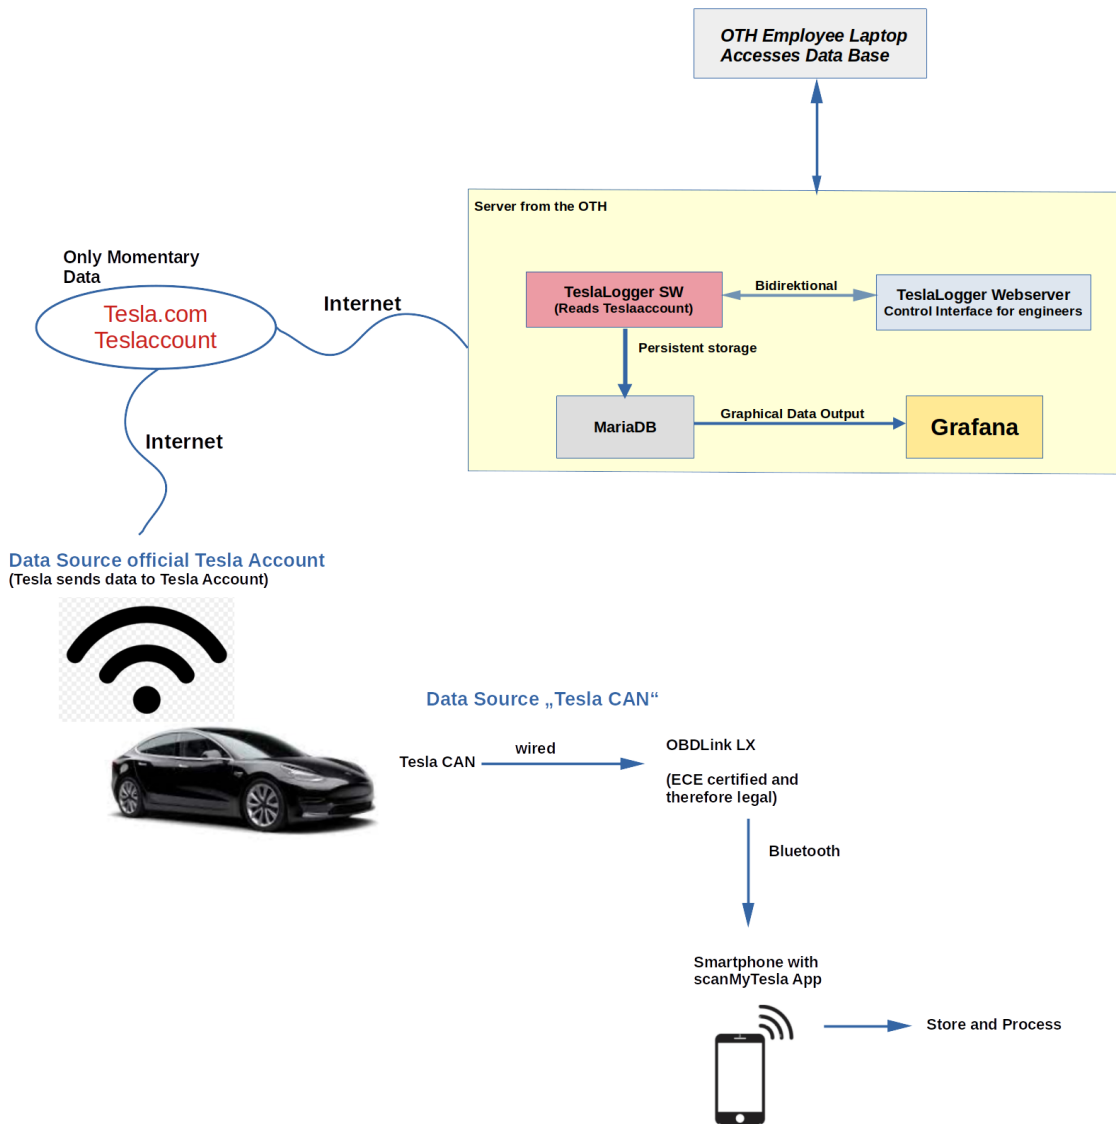 OTH Employee Laptop
Accesses Data Base
Server from the OTH
Only Momentary
Data
Tesla.com
Teslaccount
Internet
TeslaLogger SW
(Reads Teslaaccount)
Bidirektional
TeslaLogger Webserver
Control Interface for engineers
Persistent storage
MariaDB
Graphical Data Output
Grafana
Internet
Data Source official Tesla Account
(Tesla sends data to Tesla Account)
Data Source „Tesla CAN“
Tesla CAN
wired
OBDLink LX
(ECE certified and
therefore legal)
Bluetooth
Smartphone with
scanMyTesla App
Store and Process